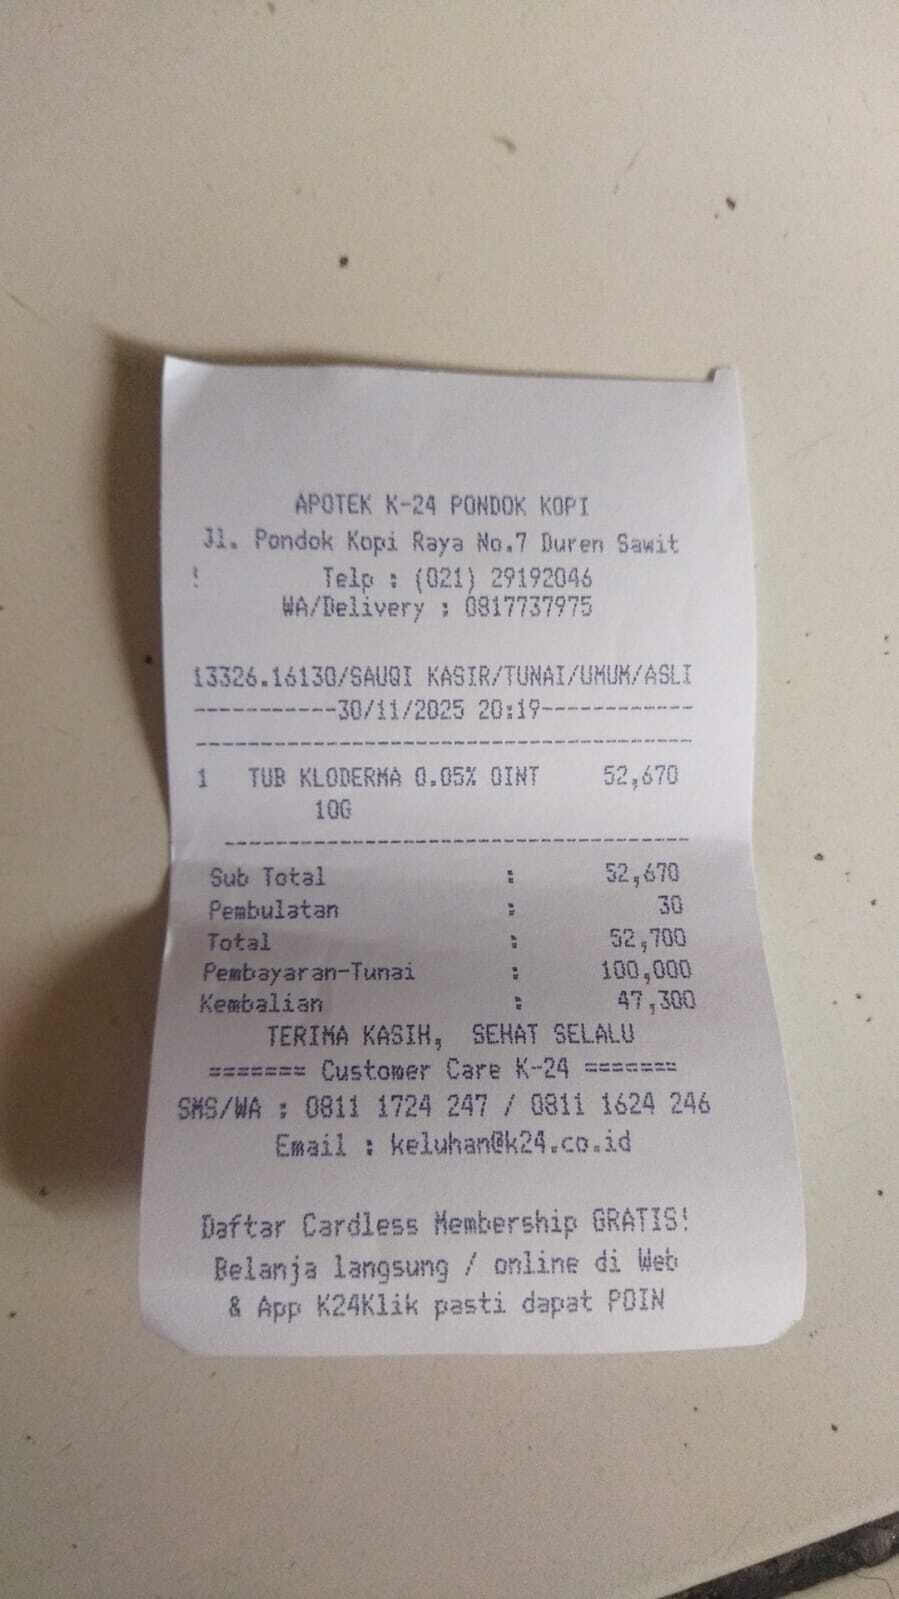 APOTEK K-24 PONDOK KOPI
Jl. Pondok Kopi Raya No.7 Duren Sawit
! Telp : (021) 29192046
WA/Delivery : 0817737975
13326.16130/SAUQI KASIR/TUNAI/UMUM/ASLI
-----------30/11/2025 20:19------------
---------------------------------------
1 TUB KLODERMA 0.05% OINT 52,670
10G
-------------------------------------
Sub Total : 52,670
Pembulatan : 30
Total : 52,700
Pembayaran-Tunai : 100,000
Kembalian : 47,300
TERIMA KASIH, SEHAT SELALU
======= Customer Care K-24 =======
SMS/WA : 0811 1724 247 / 0811 1624 246
Email : keluhan@k24.co.id
Daftar Cardless Membership GRATIS!
Belanja langsung / online di Web
& App K24Klik pasti dapat POIN